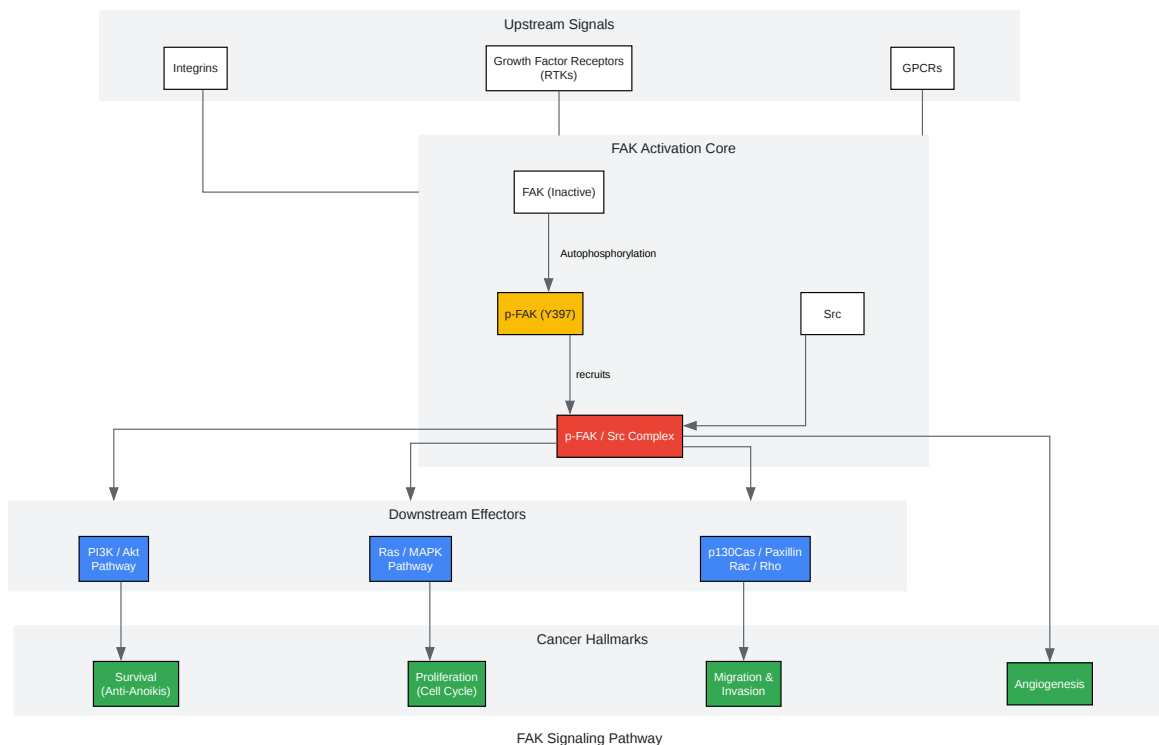 Upstream Signals
Integrins
Growth Factor Receptors
(RTKs)
GPCRs
FAK Activation Core
FAK (Inactive)
Autophosphorylation
p-FAK (Y397)
Src
recruits
p-FAK / Src Complex
Downstream Effectors
PI3K / Akt
Pathway
Ras / MAPK
Pathway
p130Cas / Paxillin
Rac / Rho
Cancer Hallmarks
Survival
(Anti-Anoikis)
Proliferation
(Cell Cycle)
Migration &
Invasion
Angiogenesis
FAK Signaling Pathway